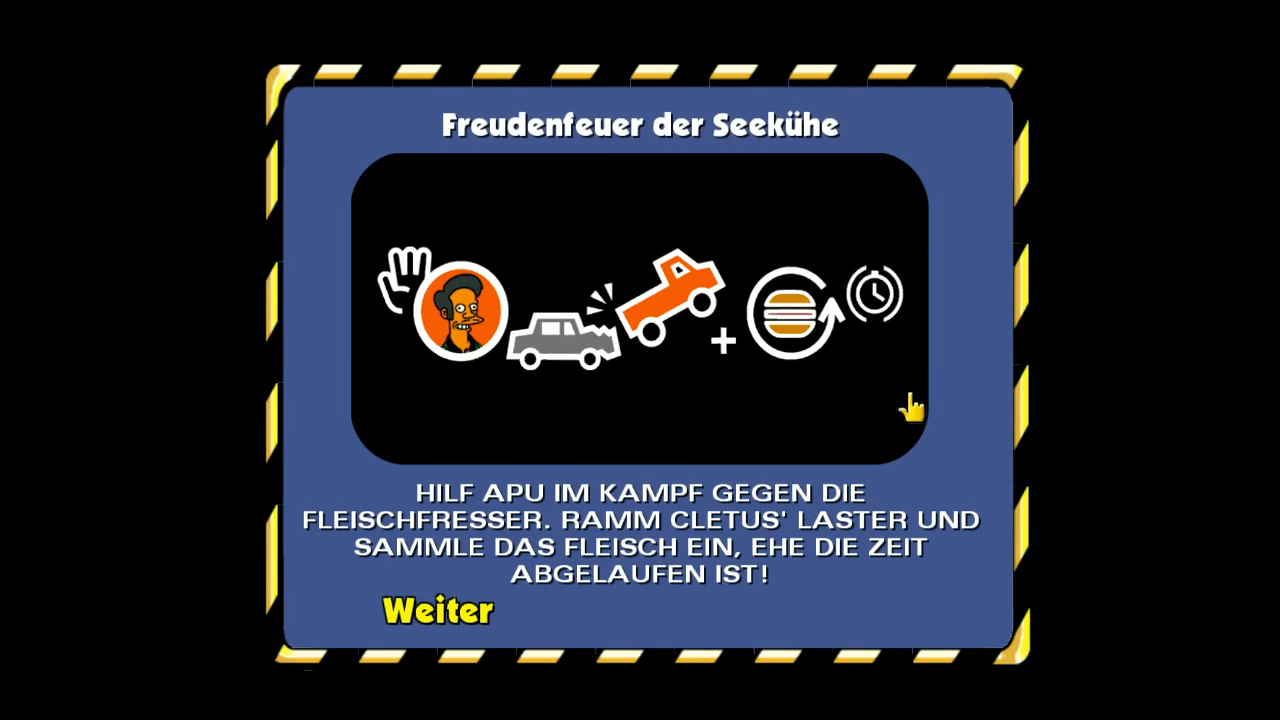 Freudenfeuer der Seekühe
HILF APU IM KAMPF GEGEN DIE
FLEISCHFRESSER. RAMM CLETUS' LASTER UND
SAMMLE DAS FLEISCH EIN, EHE DIE ZEIT
ABGELAUFEN IST!
Weiter